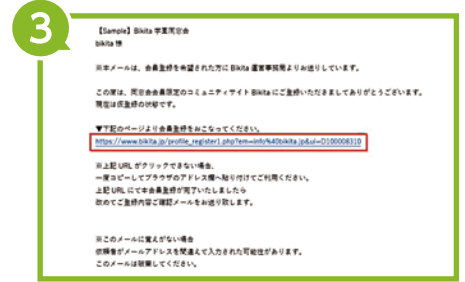 3
【Sample】Bikita 学園同窓会
bikita 様
※本メールは、会員登録を希望された方に Bikita 運営事務局よりお送りしています。
この度は、同窓会会員限定のコミュニティサイト Bikita にご登録いただきましてありがとうございます。
現在は仮登録の状態です。
▼下記のページより会員登録をおこなってください。
https://www.bikita.jp/profile_register1.php?em=info%40bikita.jp&ui=D100008310
※上記 URL がクリックできない場合、
一度コピーしてブラウザのアドレス欄へ貼り付けてご利用ください。
上記 URL にて本会員登録が完了いたしましたら
改めてご登録内容ご確認メールをお送り致します。
※このメールに覚えがない場合
依頼者がメールアドレスを間違えて入力された可能性があります。
このメールは破棄してください。